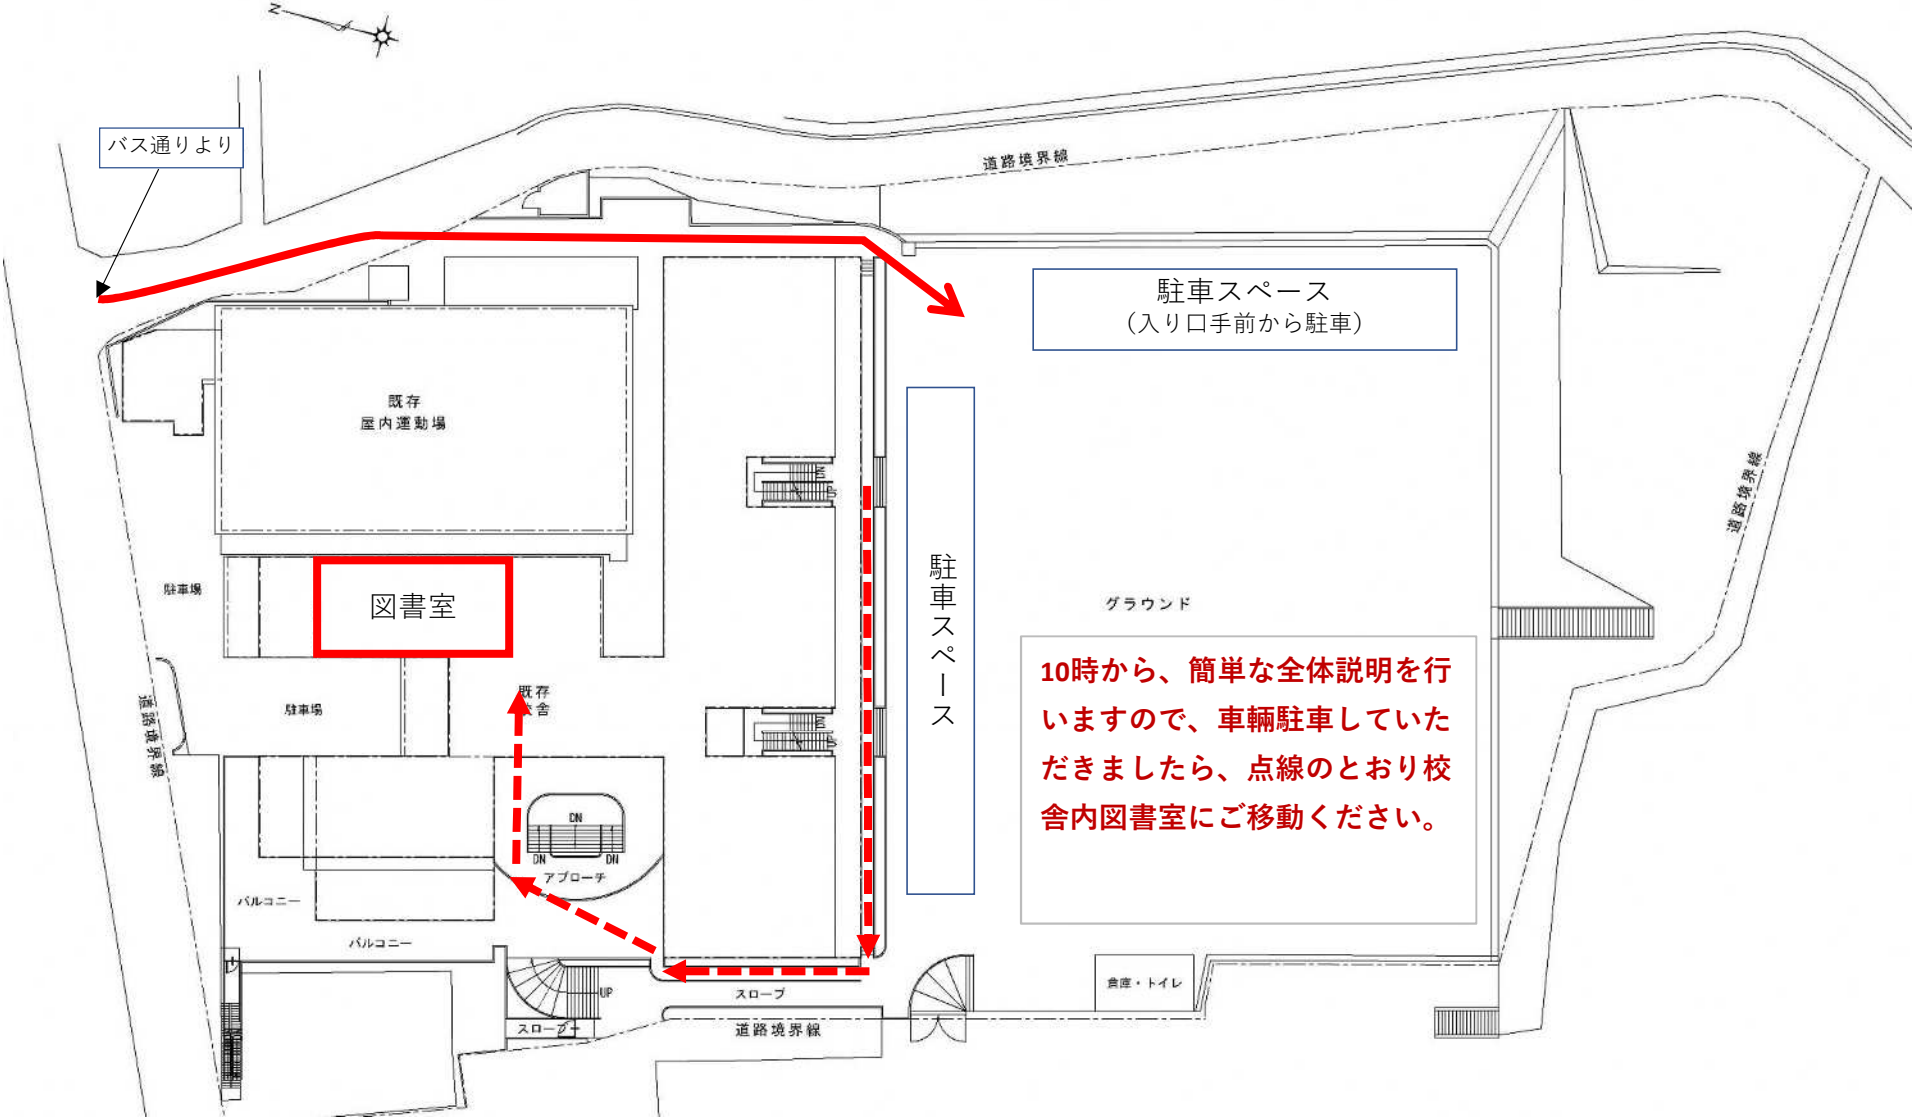 N
バス通りより
道路境界線
駐車スペース
(入り口手前から駐車)
既存
屋内運動場
DN
UP
道路境界線
駐車スペース
駐車場
図書室
グラウンド
10時から、簡単な全体説明を行
いますので、車輛駐車していた
だきましたら、点線のとおり校
舎内図書室にご移動ください。
既存
校舎
駐車場
道路境界線
DN
UP
DN
DN
DN
アプローチ
バルコニー
バルコニー
UP
スロープ
倉庫・トイレ
スロープ
道路境界線